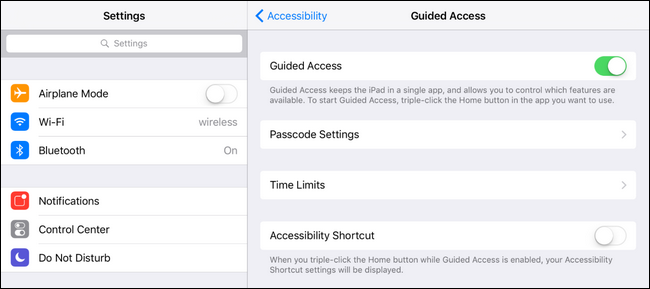 Settings
Settings
Airplane Mode
Wi-Fi wireless
Bluetooth On
Notifications
Control Center
Do Not Disturb
Accessibility Guided Access
Guided Access
Guided Access keeps the iPad in a single app, and allows you to control which features are
available. To start Guided Access, triple-click the Home button in the app you want to use.
Passcode Settings
Time Limits
Accessibility Shortcut
When you triple-click the Home button while Guided Access is enabled, your Accessibility
Shortcut settings will be displayed.